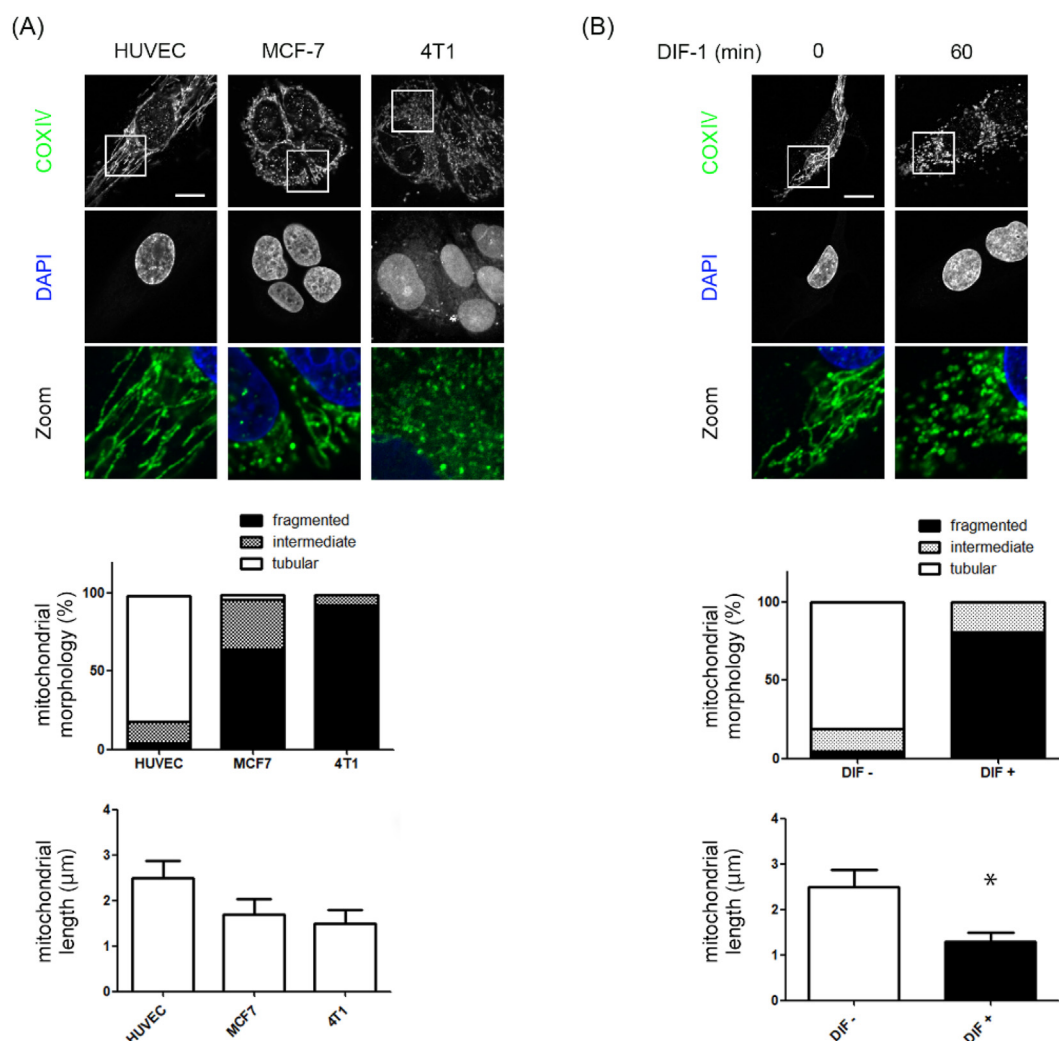 (A)
HUVEC MCF-7 4T1
COXIV
DAPI
Zoom
fragmented
intermediate
tubular
mitochondrial
morphology (%)
100
50
0
HUVEC MCF7 4T1
mitochondrial
length (μm)
4
3
2
1
0
HUVEC MCF7 4T1
(B)
DIF-1 (min) 0 60
COXIV
DAPI
Zoom
fragmented
intermediate
tubular
mitochondrial
morphology (%)
100
50
0
DIF - DIF +
mitochondrial
length (μm)
4
3
2
1
0
*
DIF - DIF +